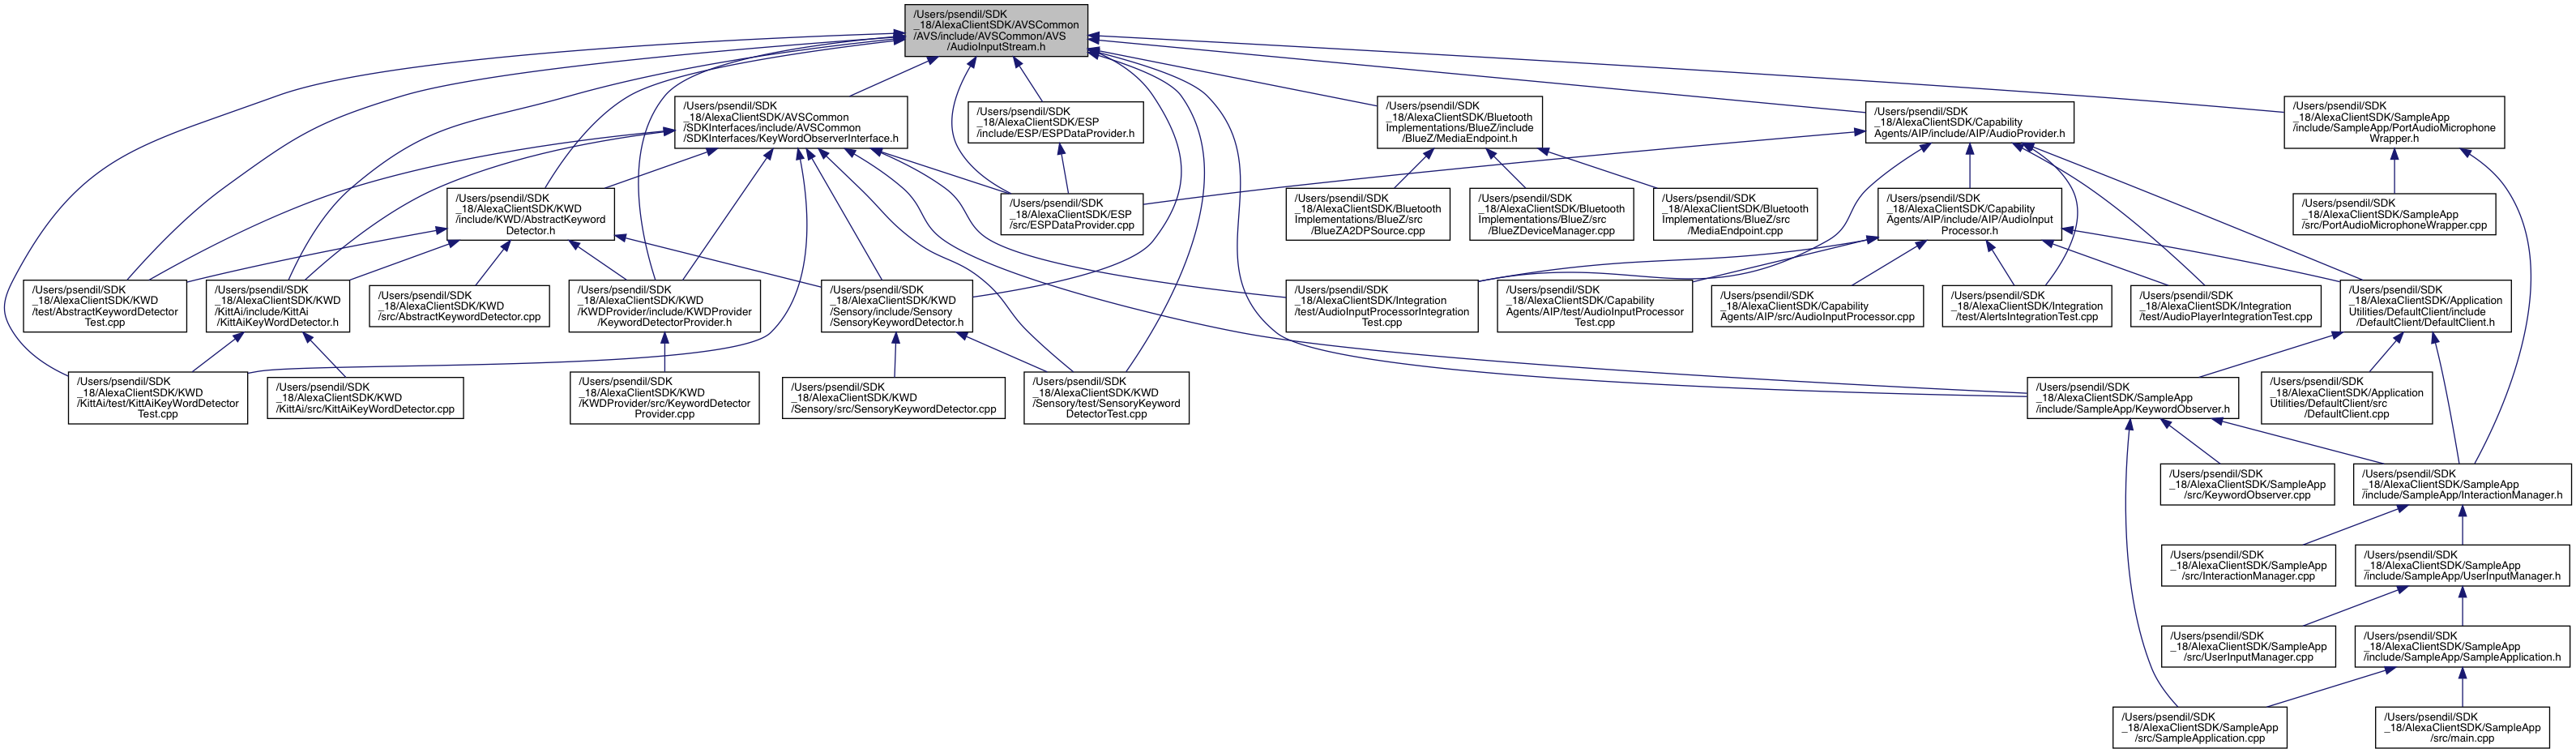 /Users/psendil/SDK
_18/AlexaClientSDK/AVSCommon
/AVS/include/AVSCommon/AVS
/AudioInputStream.h
/Users/psendil/SDK
_18/AlexaClientSDK/AVSCommon
/SDKInterfaces/include/AVSCommon
/SDKInterfaces/KeyWordObserverInterface.h
/Users/psendil/SDK
_18/AlexaClientSDK/ESP
/include/ESP/ESPDataProvider.h
/Users/psendil/SDK
_18/AlexaClientSDK/Bluetooth
Implementations/BlueZ/include
/BlueZ/MediaEndpoint.h
/Users/psendil/SDK
_18/AlexaClientSDK/Capability
Agents/AIP/include/AIP/AudioProvider.h
/Users/psendil/SDK
_18/AlexaClientSDK/SampleApp
/include/SampleApp/PortAudioMicrophone
Wrapper.h
/Users/psendil/SDK
_18/AlexaClientSDK/KWD
/include/KWD/AbstractKeyword
Detector.h
/Users/psendil/SDK
_18/AlexaClientSDK/ESP
/src/ESPDataProvider.cpp
/Users/psendil/SDK
_18/AlexaClientSDK/Bluetooth
Implementations/BlueZ/src
/BlueZA2DPSource.cpp
/Users/psendil/SDK
_18/AlexaClientSDK/Bluetooth
Implementations/BlueZ/src
/BlueZDeviceManager.cpp
/Users/psendil/SDK
_18/AlexaClientSDK/Bluetooth
Implementations/BlueZ/src
/MediaEndpoint.cpp
/Users/psendil/SDK
_18/AlexaClientSDK/Capability
Agents/AIP/include/AIP/AudioInput
Processor.h
/Users/psendil/SDK
_18/AlexaClientSDK/SampleApp
/src/PortAudioMicrophoneWrapper.cpp
/Users/psendil/SDK
_18/AlexaClientSDK/KWD
/test/AbstractKeywordDetector
Test.cpp
/Users/psendil/SDK
_18/AlexaClientSDK/KWD
/KittAi/include/KittAi
/KittAiKeyWordDetector.h
/Users/psendil/SDK
_18/AlexaClientSDK/KWD
/src/AbstractKeywordDetector.cpp
/Users/psendil/SDK
_18/AlexaClientSDK/KWD
/KWDProvider/include/KWDProvider
/KeywordDetectorProvider.h
/Users/psendil/SDK
_18/AlexaClientSDK/KWD
/Sensory/include/Sensory
/SensoryKeywordDetector.h
/Users/psendil/SDK
_18/AlexaClientSDK/Integration
/test/AudioInputProcessorIntegration
Test.cpp
/Users/psendil/SDK
_18/AlexaClientSDK/Capability
Agents/AIP/test/AudioInputProcessor
Test.cpp
/Users/psendil/SDK
_18/AlexaClientSDK/Capability
Agents/AIP/src/AudioInputProcessor.cpp
/Users/psendil/SDK
_18/AlexaClientSDK/Integration
/test/AlertsIntegrationTest.cpp
/Users/psendil/SDK
_18/AlexaClientSDK/Integration
/test/AudioPlayerIntegrationTest.cpp
/Users/psendil/SDK
_18/AlexaClientSDK/Application
Utilities/DefaultClient/include
/DefaultClient/DefaultClient.h
/Users/psendil/SDK
_18/AlexaClientSDK/KWD
/KittAi/test/KittAiKeyWordDetector
Test.cpp
/Users/psendil/SDK
_18/AlexaClientSDK/KWD
/KittAi/src/KittAiKeyWordDetector.cpp
/Users/psendil/SDK
_18/AlexaClientSDK/KWD
/KWDProvider/src/KeywordDetector
Provider.cpp
/Users/psendil/SDK
_18/AlexaClientSDK/KWD
/Sensory/src/SensoryKeywordDetector.cpp
/Users/psendil/SDK
_18/AlexaClientSDK/KWD
/Sensory/test/SensoryKeyword
DetectorTest.cpp
/Users/psendil/SDK
_18/AlexaClientSDK/SampleApp
/include/SampleApp/KeywordObserver.h
/Users/psendil/SDK
_18/AlexaClientSDK/Application
Utilities/DefaultClient/src
/DefaultClient.cpp
/Users/psendil/SDK
_18/AlexaClientSDK/SampleApp
/src/KeywordObserver.cpp
/Users/psendil/SDK
_18/AlexaClientSDK/SampleApp
/include/SampleApp/InteractionManager.h
/Users/psendil/SDK
_18/AlexaClientSDK/SampleApp
/src/InteractionManager.cpp
/Users/psendil/SDK
_18/AlexaClientSDK/SampleApp
/include/SampleApp/UserInputManager.h
/Users/psendil/SDK
_18/AlexaClientSDK/SampleApp
/src/UserInputManager.cpp
/Users/psendil/SDK
_18/AlexaClientSDK/SampleApp
/include/SampleApp/SampleApplication.h
/Users/psendil/SDK
_18/AlexaClientSDK/SampleApp
/src/SampleApplication.cpp
/Users/psendil/SDK
_18/AlexaClientSDK/SampleApp
/src/main.cpp